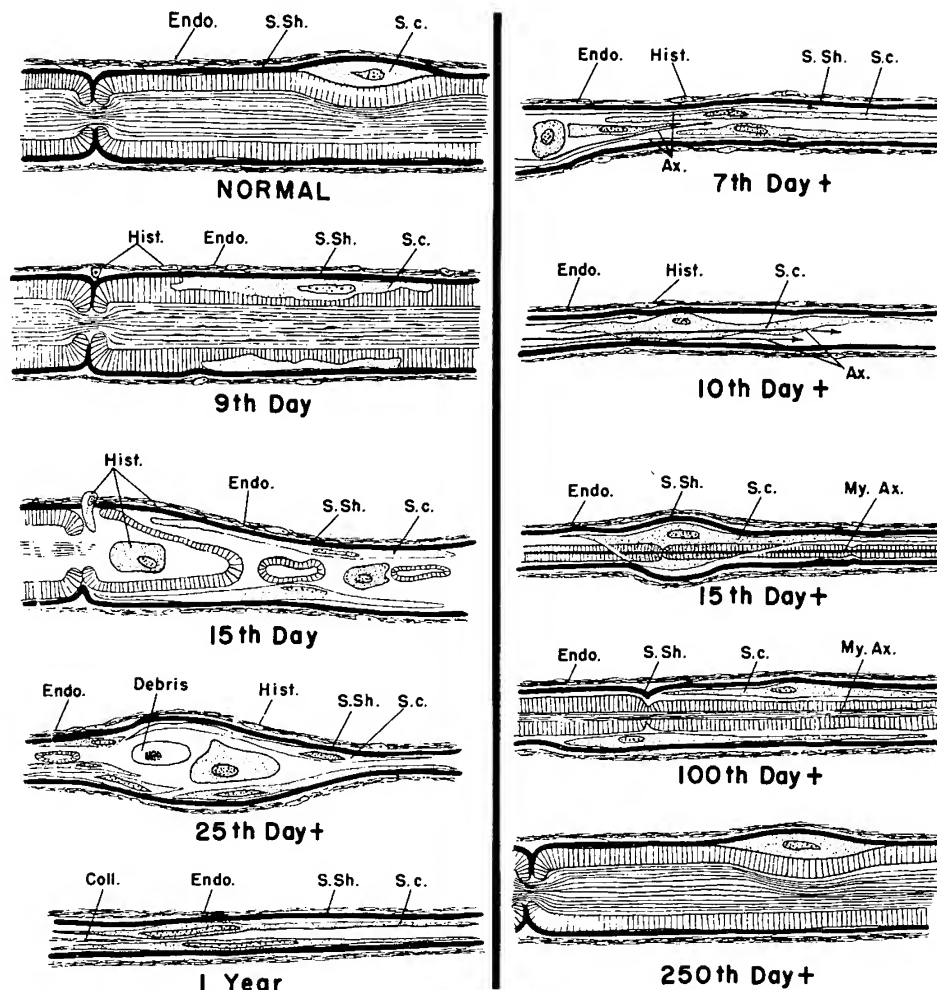 Endo. S.Sh. S.c.
NORMAL
Hist. Endo. S.Sh. S.c.
9th Day
Hist.
Endo.
S.Sh. S.c.
15th Day
Endo. Debris Hist. S.Sh. S.c.
25th Day+
Coll. Endo. S.Sh. S.c.
1 Year
Endo. Hist. S.Sh. S.c.
Ax.
7th Day+
Endo. Hist. S.c.
Ax.
10th Day+
Endo. S.Sh. S.c. My. Ax.
15th Day+
Endo. S.Sh. S.c. My. Ax.
100th Day+
250th Day+